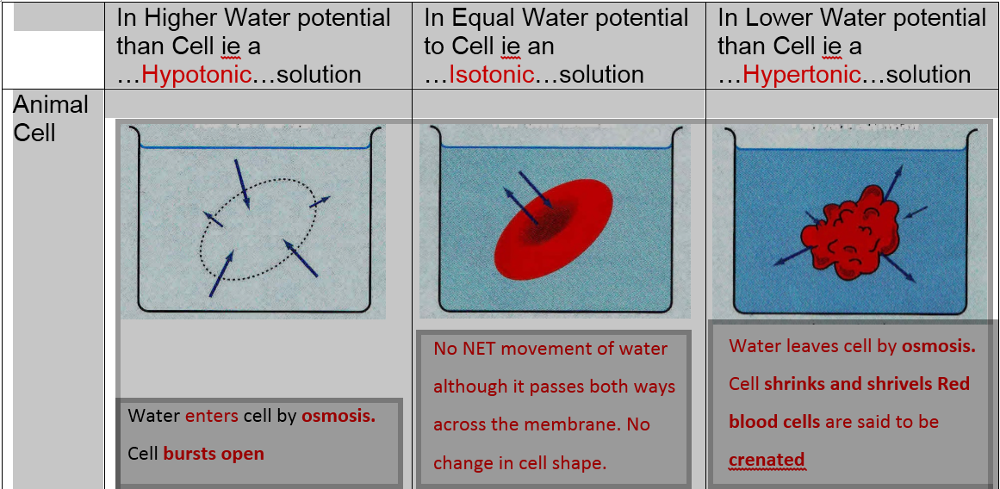 In Higher Water potential
than Cell ie a
…Hypotonic…solution
In Equal Water potential
to Cell ie an
…Isotonic…solution
In Lower Water potential
than Cell ie a
…Hypertonic…solution
Animal
Cell
Water enters cell by osmosis.
Cell bursts open
No NET movement of water
although it passes both ways
across the membrane. No
change in cell shape.
Water leaves cell by osmosis.
Cell shrinks and shrivels Red
blood cells are said to be
crenated